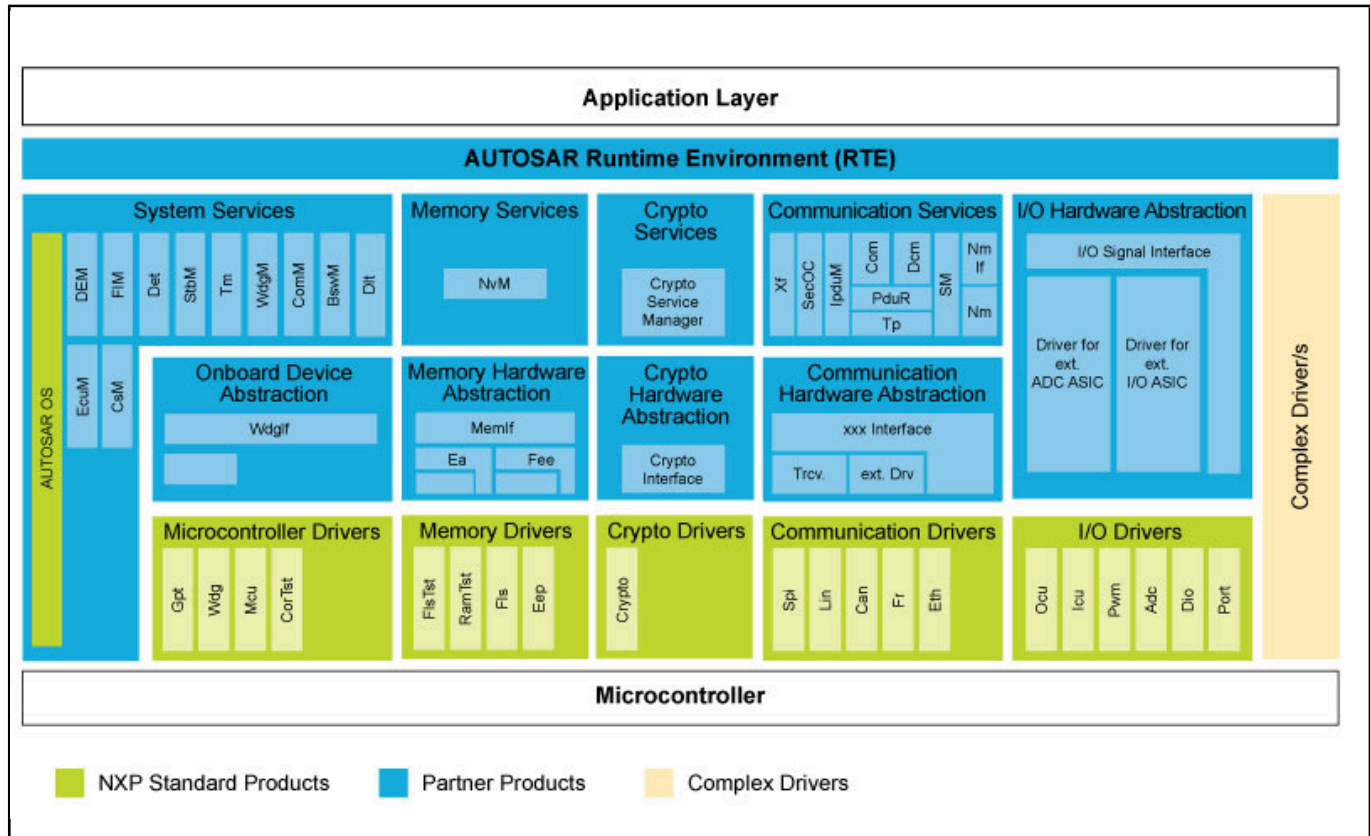 Application Layer
AUTOSAR Runtime Environment (RTE)
System Services
AUTOSAR OS
DEM
FIM
Det
StbM
Tm
WdgM
ComM
BswM
Dlt
EcuM
CsM
Memory Services
NvM
Crypto
Services
Crypto
Service
Manager
Communication Services
Xf
SecOC
IpduM
Com
Dcm
PduR
Tp
SM
Nm
If
Nm
I/O Hardware Abstraction
I/O Signal Interface
Driver for
ext.
ADC ASIC
Driver for
ext.
I/O ASIC
Complex Driver/s
Onboard Device
Abstraction
WdgIf
Memory Hardware
Abstraction
MemIf
Ea
Fee
Crypto
Hardware
Abstraction
Crypto
Interface
Communication
Hardware Abstraction
xxx Interface
Trcv.
ext. Drv
Microcontroller Drivers
Gpt
Wdg
Mcu
CorTst
Memory Drivers
FlsTst
RamTst
Fls
Eep
Crypto Drivers
Crypto
Communication Drivers
Spi
Lin
Can
Fr
Eth
I/O Drivers
Ocu
Icu
Pwm
Adc
Dio
Port
Microcontroller
NXP Standard Products
Partner Products
Complex Drivers